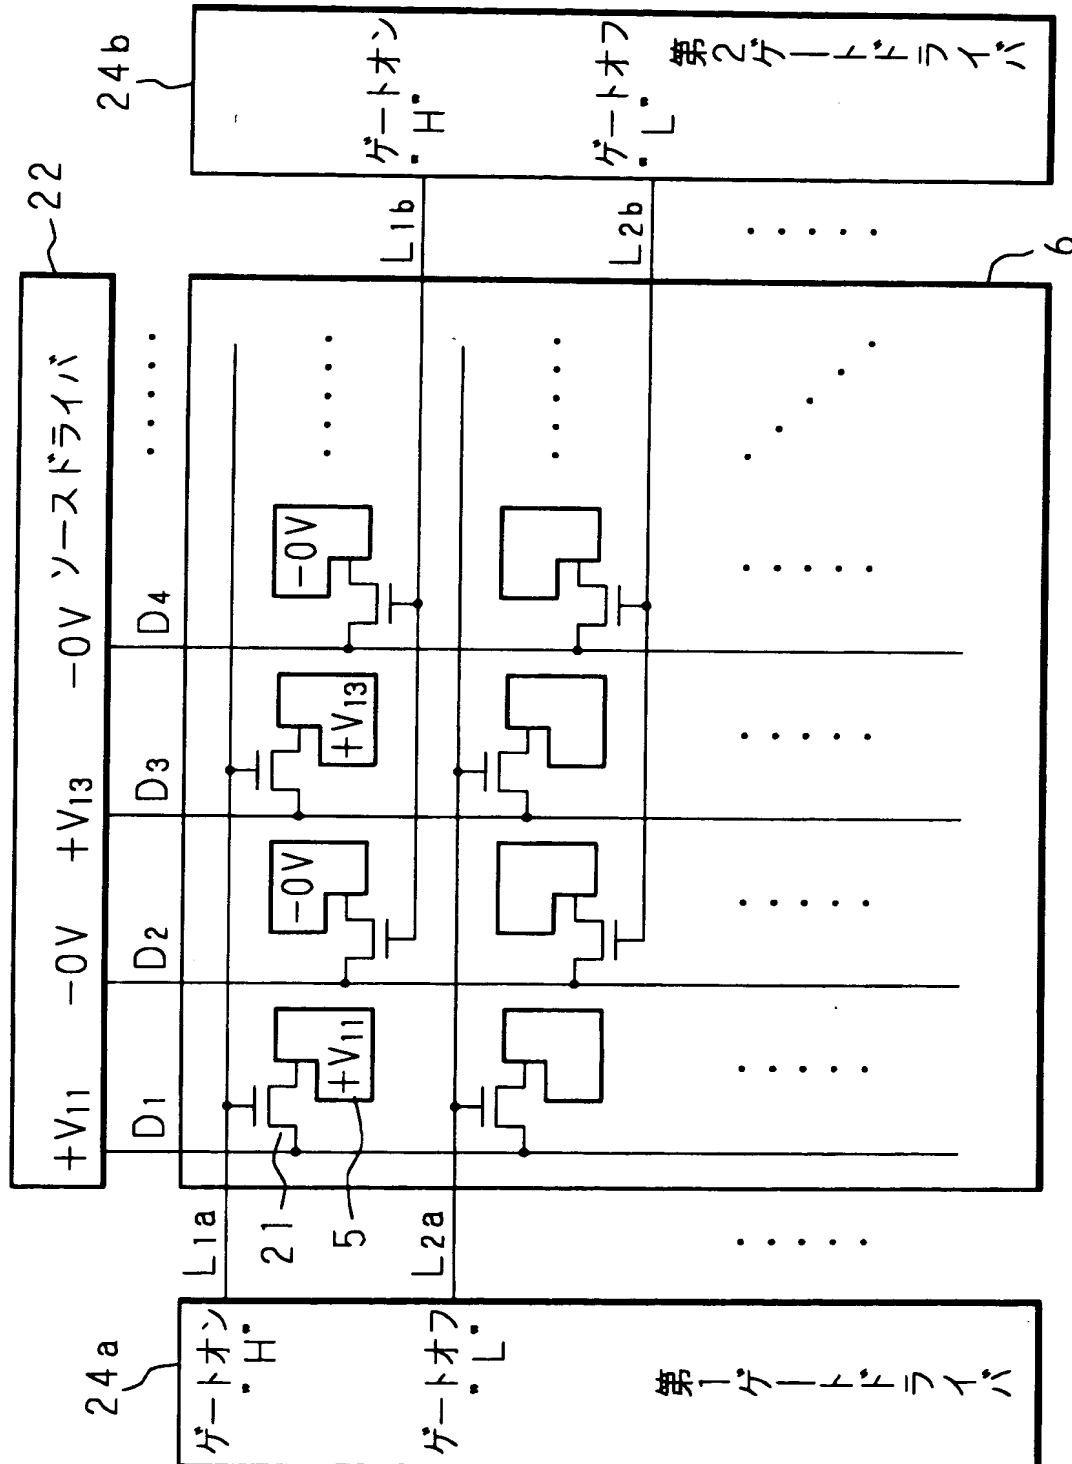 22
+V11 -0V +V13 -0V ソースドライバ
D1 D2 D3 D4
24a
ゲートオン
"H"
ゲートオフ
"L"
第1ゲートドライバ
L1a
L2a
21
5
+V11
-0V
+V13
-0V
L1b
L2b
24b
ゲートオン
"H"
ゲートオフ
"L"
第2ゲートドライバ
6